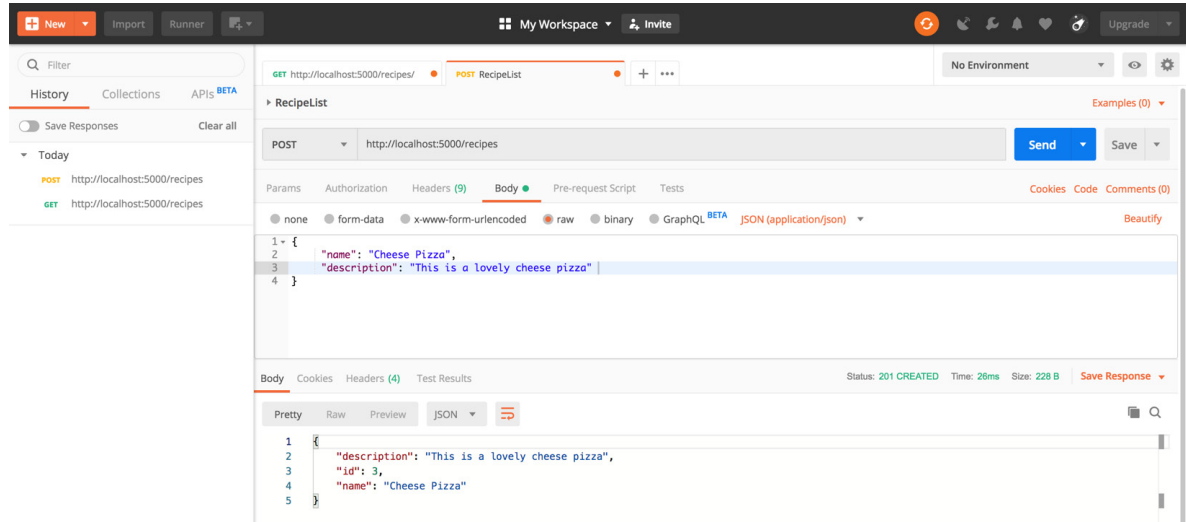 New Import Runner My Workspace Invite Upgrade
Filter
History Collections APIs BETA
Save Responses Clear all
Today
POST http://localhost:5000/recipes
GET http://localhost:5000/recipes
GET http://localhost:5000/recipes/ POST RecipeList + ••• No Environment
RecipeList Examples (0)
POST http://localhost:5000/recipes Send Save
Params Authorization Headers (9) Body Pre-request Script Tests Cookies Code Comments (0)
none form-data x-www-form-urlencoded raw binary GraphQL BETA JSON (application/json) Beautify
1 {
2 "name": "Cheese Pizza",
3 "description": "This is a lovely cheese pizza"
4 }
Body Cookies Headers (4) Test Results Status: 201 CREATED Time: 26ms Size: 228 B Save Response
Pretty Raw Preview JSON
1 {
2 "description": "This is a lovely cheese pizza",
3 "id": 3,
4 "name": "Cheese Pizza"
5 }